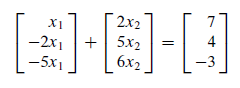 [ x₁ ] + [ 2x₂ ] = [ 7 ]
[ −2x₁ ] + [ 5x₂ ] = [ 4 ]
[ −5x₁ ] + [ 6x₂ ] = [ −3 ]